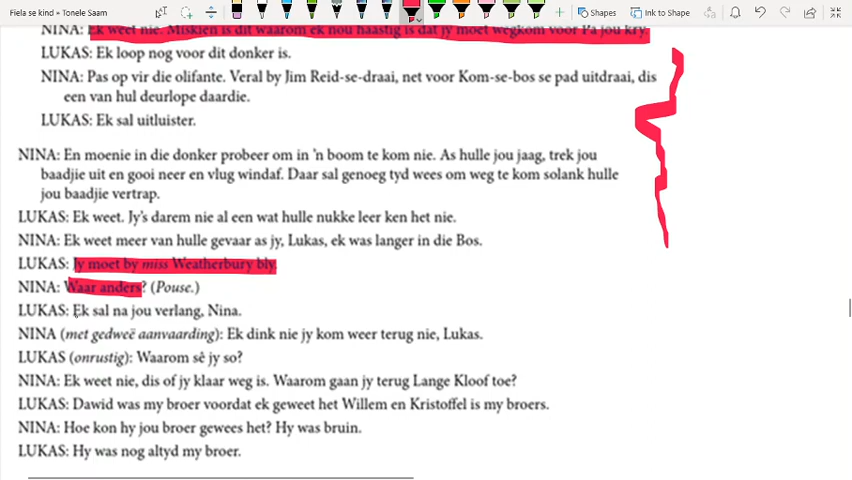 Fiela se kind » Tonele Saam
Shapes
Ink to Shape
NINA: Ek weet nie. Miskien is dit waarom ek nou haastig is dat jy moet wegkom voor Pa jou kry.
LUKAS: Ek loop nog voor dit donker is.
NINA: Pas op vir die olifante. Veral by Jim Reid-se-draai, net voor Kom-se-bos se pad uitdraai, dis
een van hul deurlope daardie.
LUKAS: Ek sal uitluister.
NINA: En moenie in die donker probeer om in 'n boom te kom nie. As hulle jou jaag, trek jou
baadjie uit en gooi neer en vlug windaf. Daar sal genoeg tyd wees om weg te kom solank hulle
jou baadjie vertrap.
LUKAS: Ek weet. Jy's darem nie al een wat hulle nukke leer ken het nie.
NINA: Ek weet meer van hulle gevaar as jy, Lukas, ek was langer in die Bos.
LUKAS: Jy moet by miss Weatherbury bly.
NINA: Waar anders? (Pouse.)
LUKAS: Ek sal na jou verlang, Nina.
NINA (met gedweë aanvaarding): Ek dink nie jy kom weer terug nie, Lukas.
LUKAS (onrustig): Waarom sê jy so?
NINA: Ek weet nie, dis of jy klaar weg is. Waarom gaan jy terug Lange Kloof toe?
LUKAS: Dawid was my broer voordat ek geweet het Willem en Kristoffel is my broers.
NINA: Hoe kon hy jou broer gewees het? Hy was bruin.
LUKAS: Hy was nog altyd my broer.